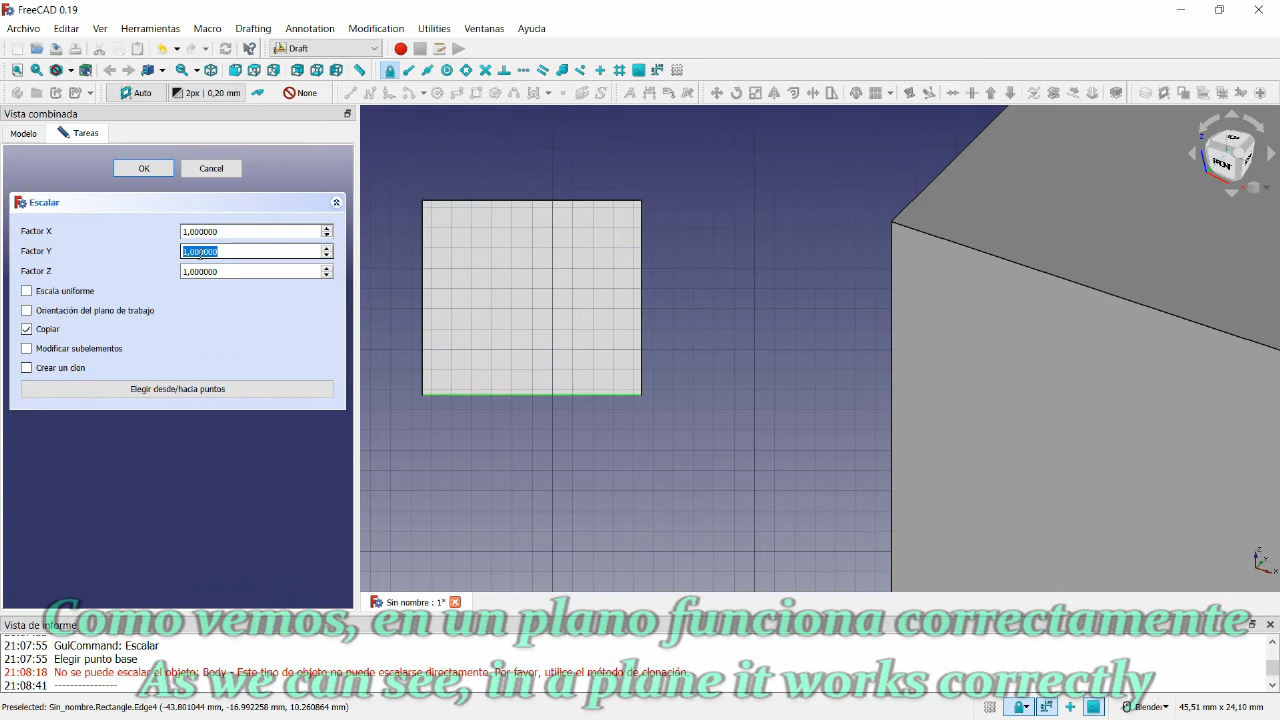 FreeCAD 0.19
Archivo Editar Ver Herramientas Macro Drafting Annotation Modification Utilities Ventanas Ayuda
Draft
Auto 2px | 0,20 mm None
Vista combinada
Modelo Tareas
OK Cancel
Escalar
Factor X 1,000000
Factor Y 1,000000
Factor Z 1,000000
Escala uniforme
Orientación del plano de trabajo
Copiar
Modificar subelementos
Crear un clon
Elegir desde/hacia puntos
FRONT
Sin nombre : 1*
Vista de informe
Como vemos, en un plano funciona correctamente
As we can see, in a plane it works correctly
21:07:55 GuiCommand: Escalar
21:07:55 Elegir punto base
21:08:18 No se puede escalar el objeto: Body - Este tipo de objeto no puede escalarse directamente. Por favor, utilice el método de clonación.
21:08:41 ----------------
Preselected: Sin_nombre.Rectangle.Edge4 (-43.801044 mm, -16.992258 mm, 10.260864 mm)
Blender
45,51 mm x 24,10 mm